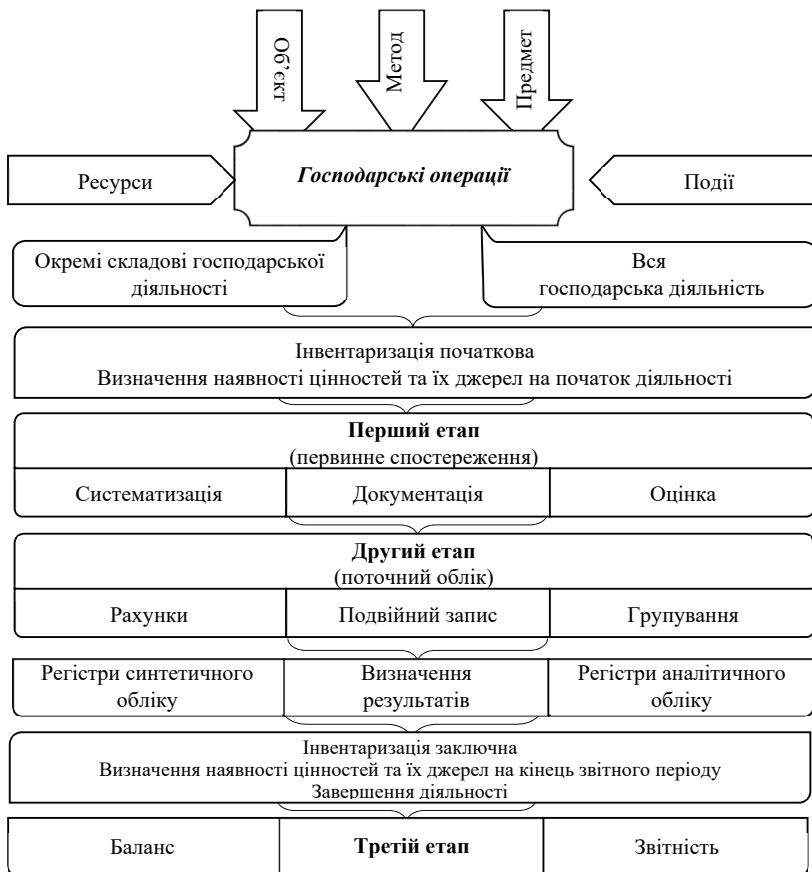 Об'єкт
Метод
Предмет
Господарські операції
Ресурси
Події
Окремі складові господарської
діяльності
Вся
господарська діяльність
Інвентаризація початкова
Визначення наявності цінностей та їх джерел на початок діяльності
Перший етап
(первинне спостереження)
Систематизація
Документація
Оцінка
Другий етап
(поточний облік)
Рахунки
Подвійний запис
Групування
Регістри синтетичного
обліку
Визначення
результатів
Регістри аналітичного
обліку
Інвентаризація заключна
Визначення наявності цінностей та їх джерел на кінець звітного періоду
Завершення діяльності
Баланс
Третій етап
Звітність